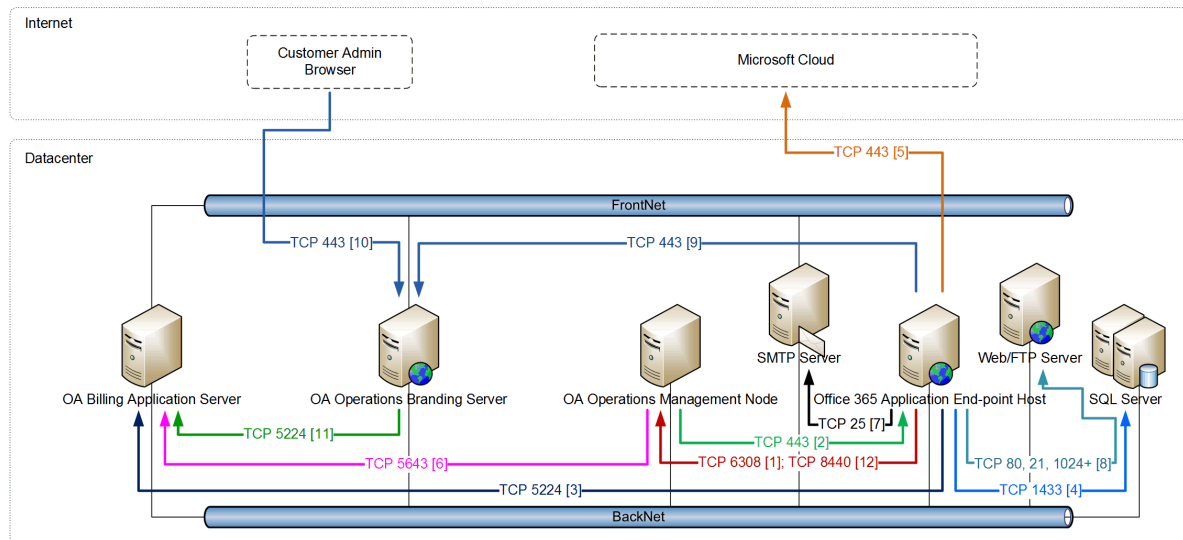 Internet
Customer Admin
Browser
Microsoft Cloud
TCP 443 [5]
Datacenter
FrontNet
TCP 443 [10]
TCP 443 [9]
SMTP Server
Web/FTP Server
OA Billing Application Server
OA Operations Branding Server
OA Operations Management Node
Office 365 Application End-point Host
SQL Server
TCP 25 [7]
TCP 5224 [11]
TCP 443 [2]
TCP 5643 [6]
TCP 6308 [1]; TCP 8440 [12]
TCP 80, 21, 1024+ [8]
TCP 5224 [3]
TCP 1433 [4]
BackNet